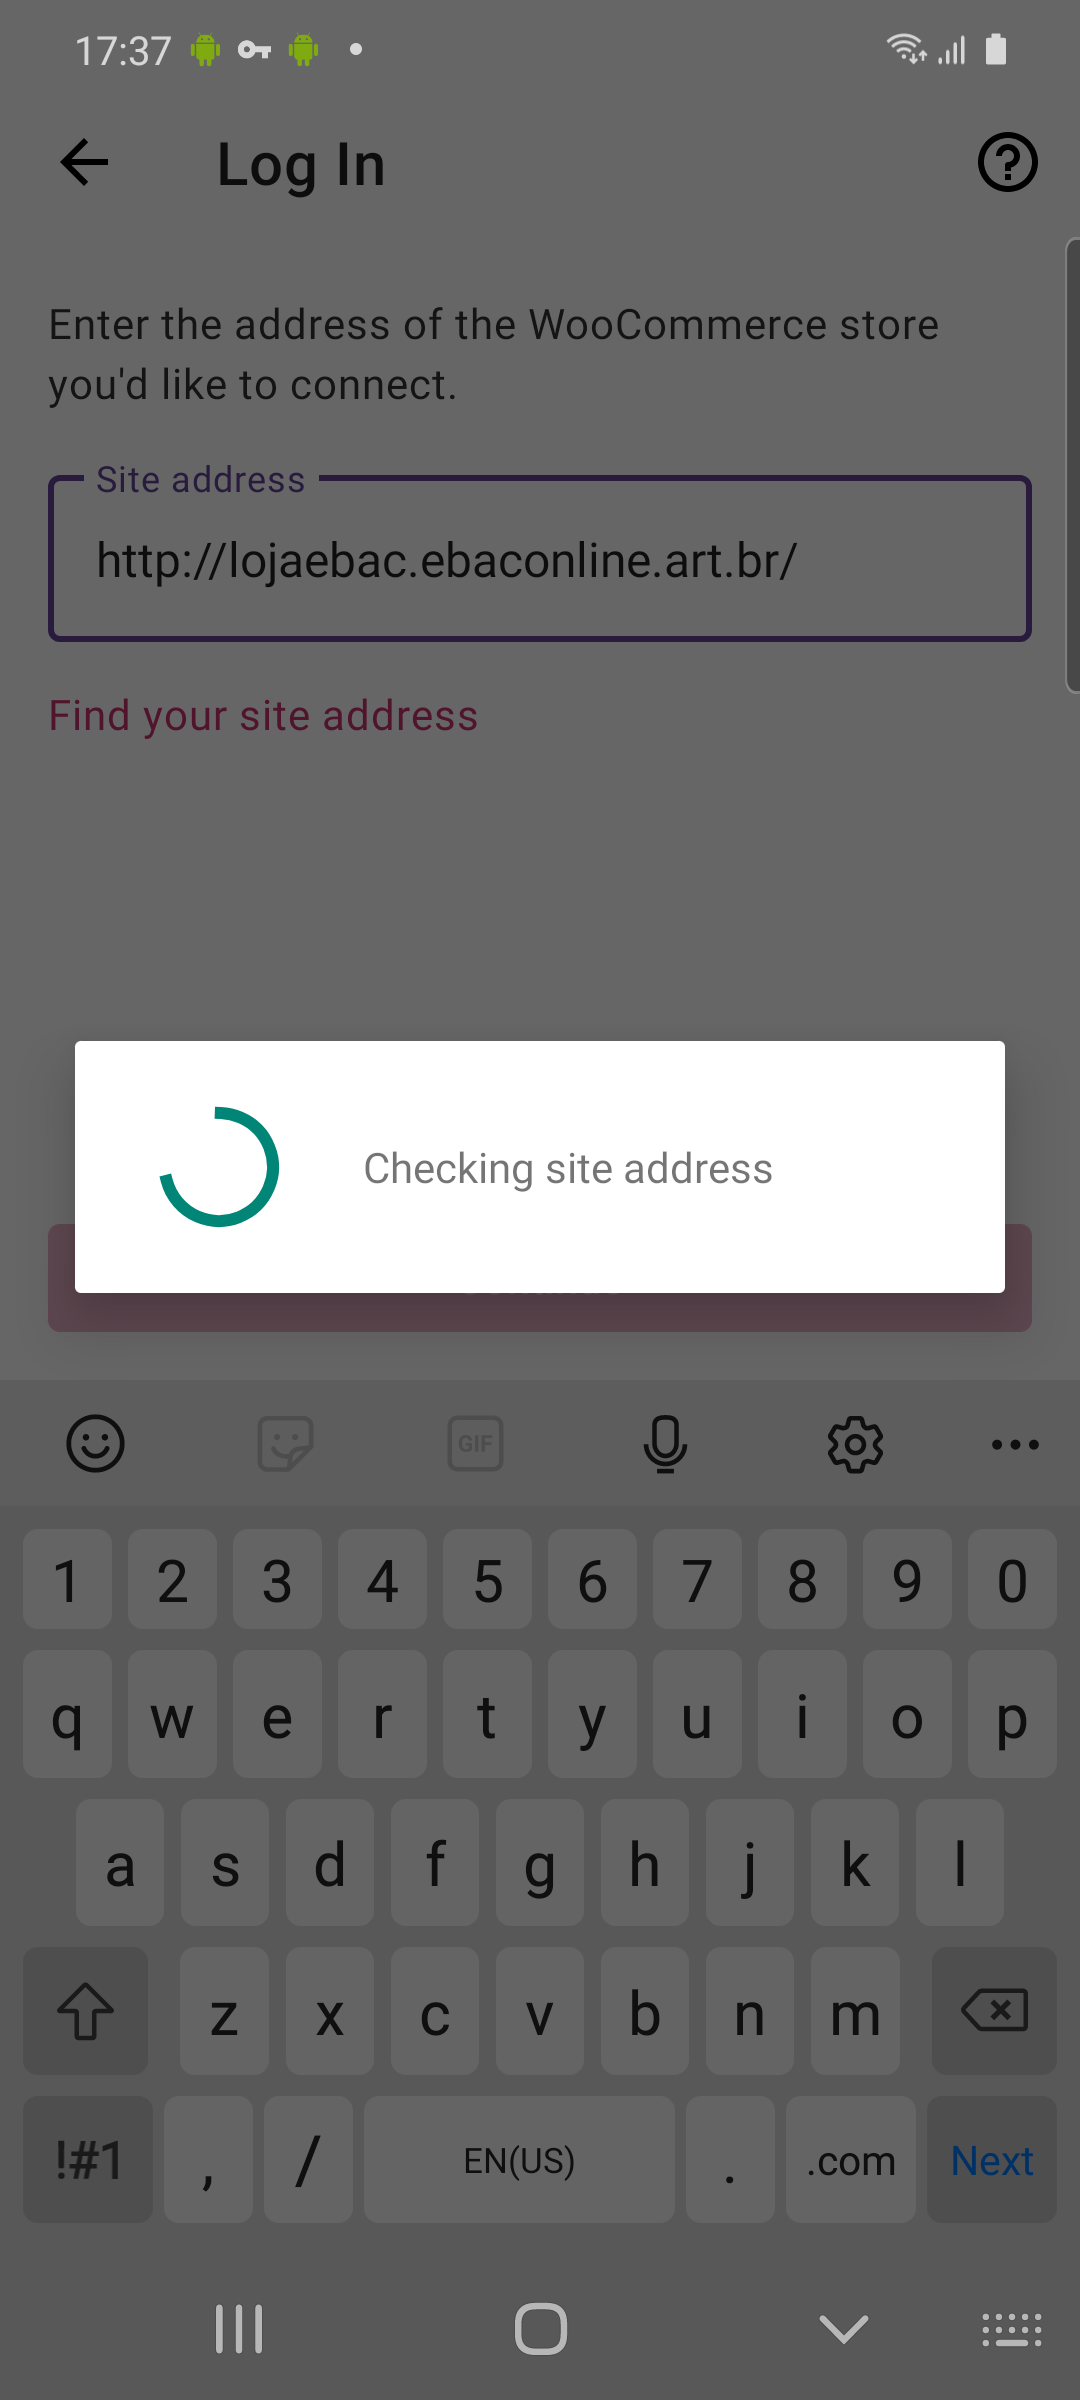 17:37
Log In
Enter the address of the WooCommerce store
you'd like to connect.
Site address
http://lojaebac.ebaconline.art.br/
Find your site address
Checking site address
GIF
1 2 3 4 5 6 7 8 9 0
q w e r t y u i o p
a s d f g h j k l
z x c v b n m
!#1 , / EN(US) . .com Next